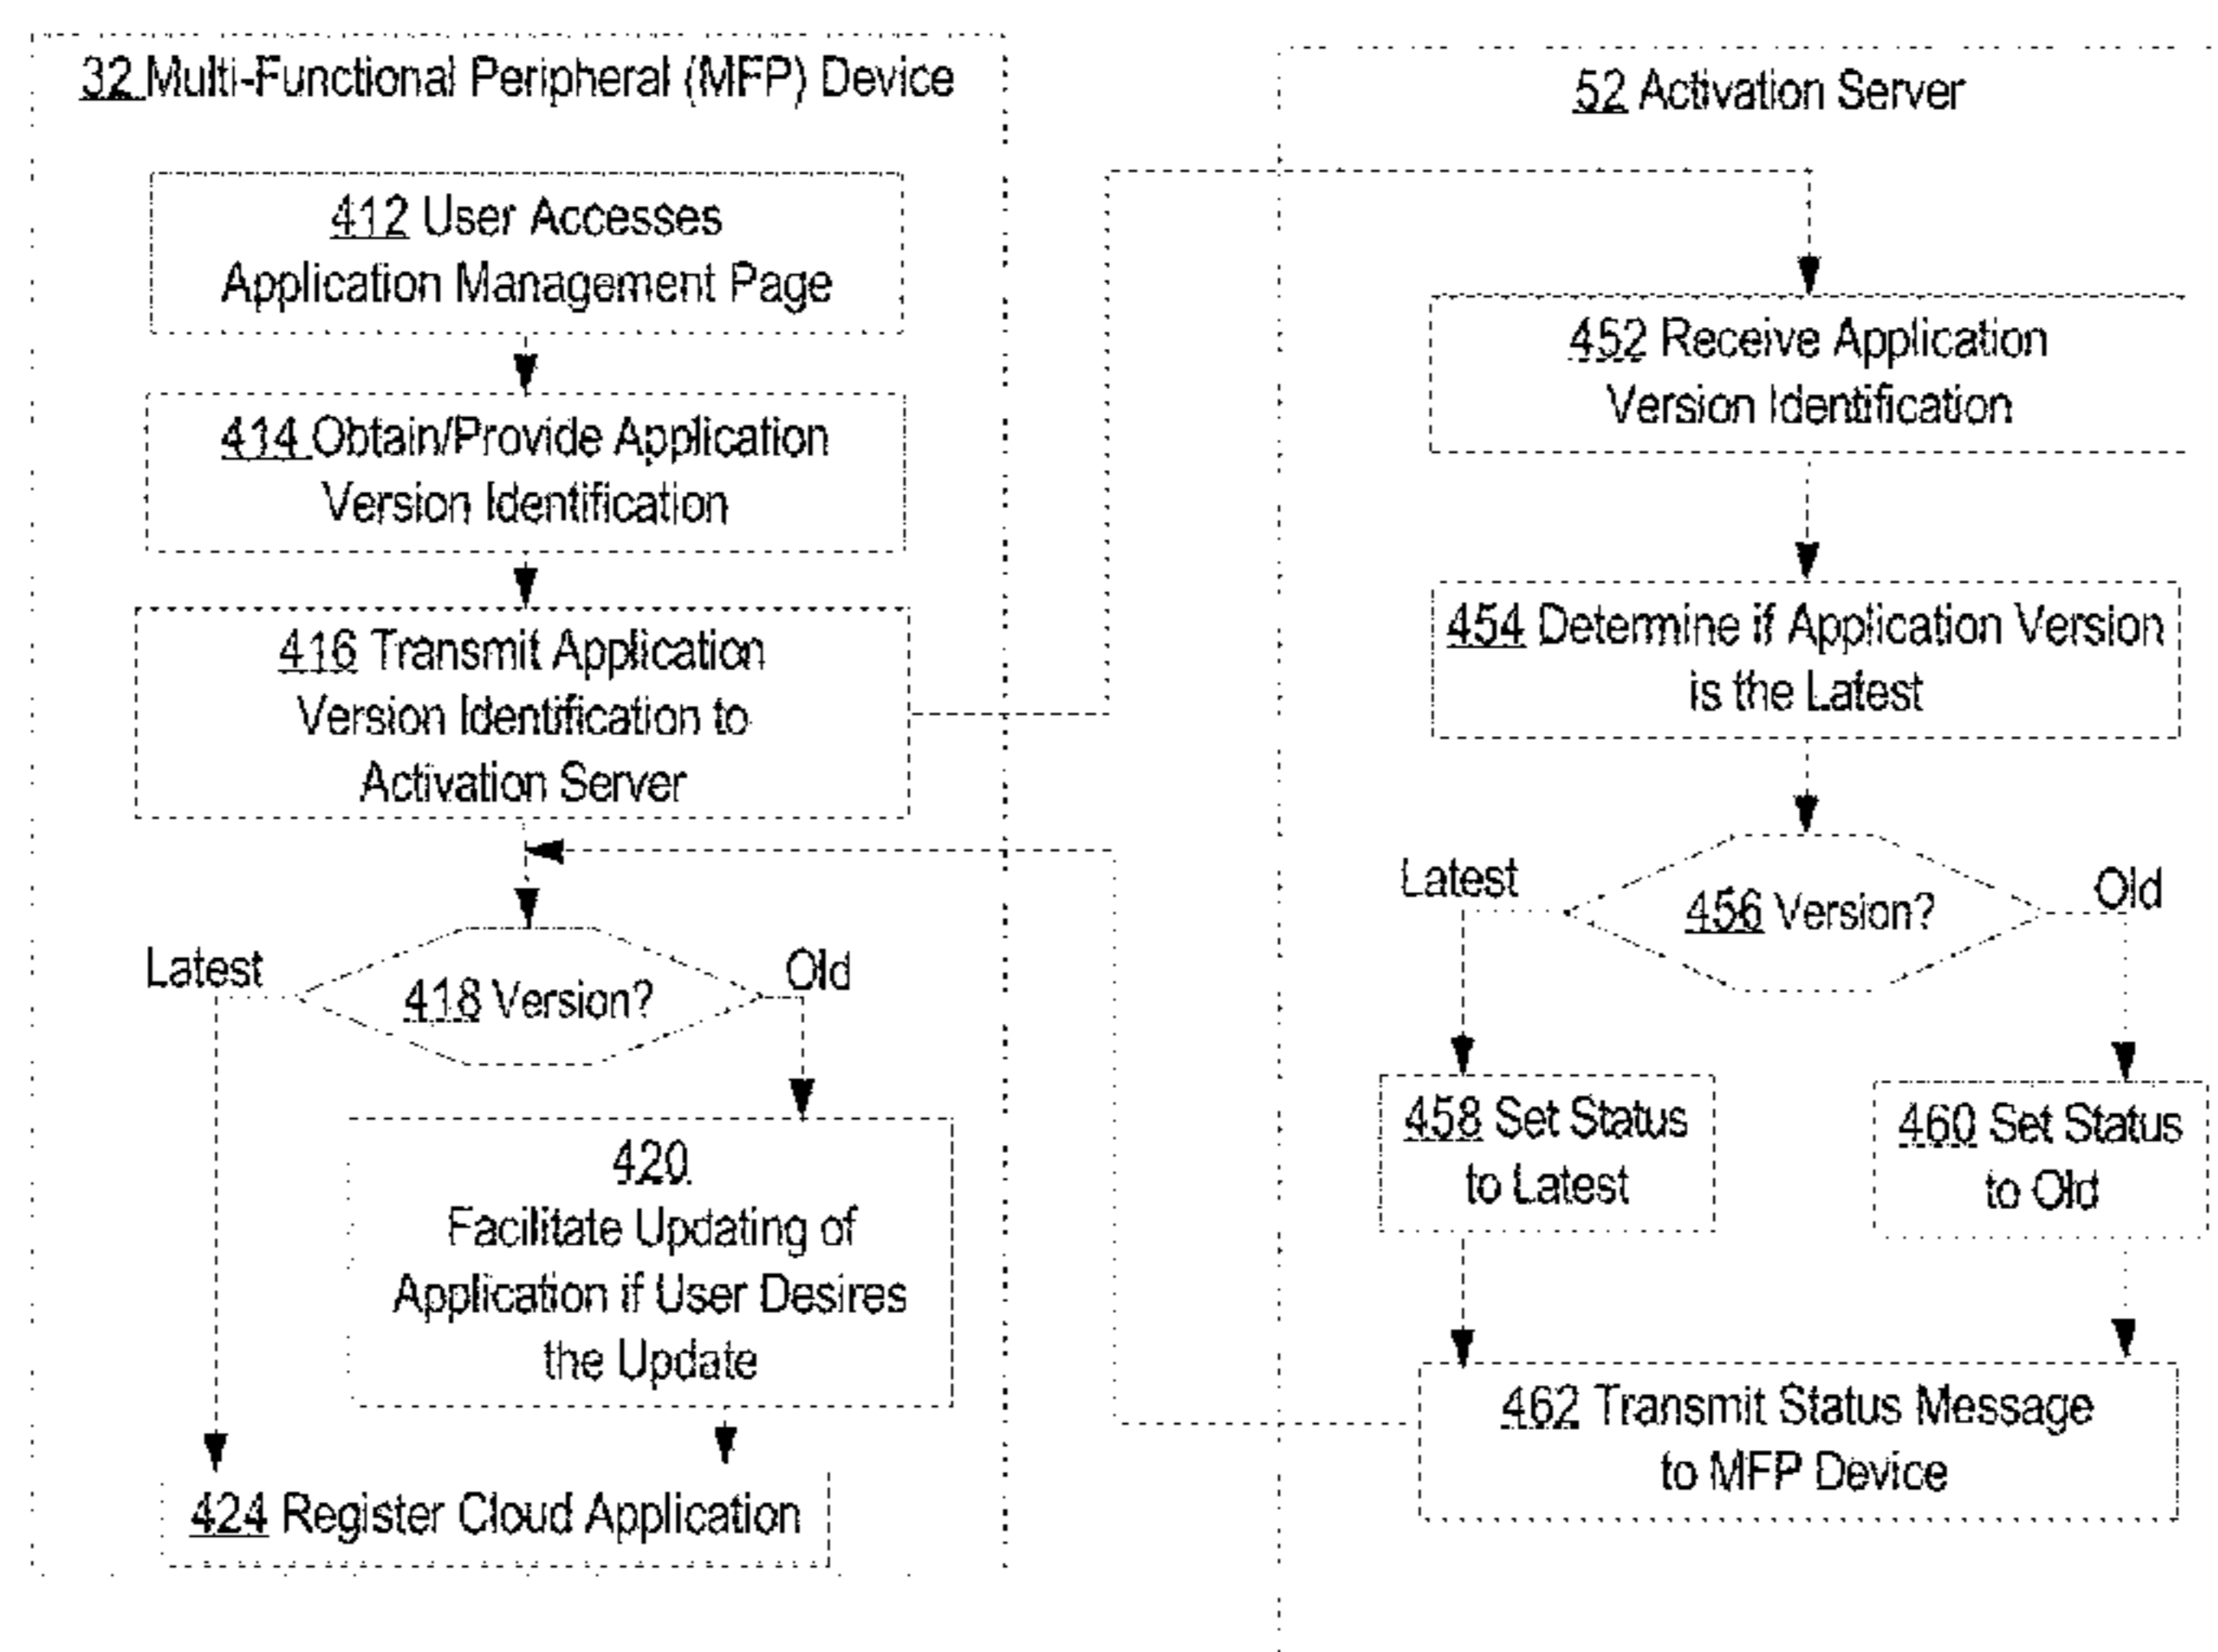 32 Multi-Functional Peripheral (MFP) Device
412 User Accesses
Application Management Page
414 Obtain/Provide Application
Version Identification
416 Transmit Application
Version Identification to
Activation Server
418 Version?
Latest
Old
420
Facilitate Updating of
Application if User Desires
the Update
424 Register Cloud Application
52 Activation Server
452 Receive Application
Version Identification
454 Determine if Application Version
is the Latest
456 Version?
Latest
Old
458 Set Status
to Latest
460 Set Status
to Old
462 Transmit Status Message
to MFP Device